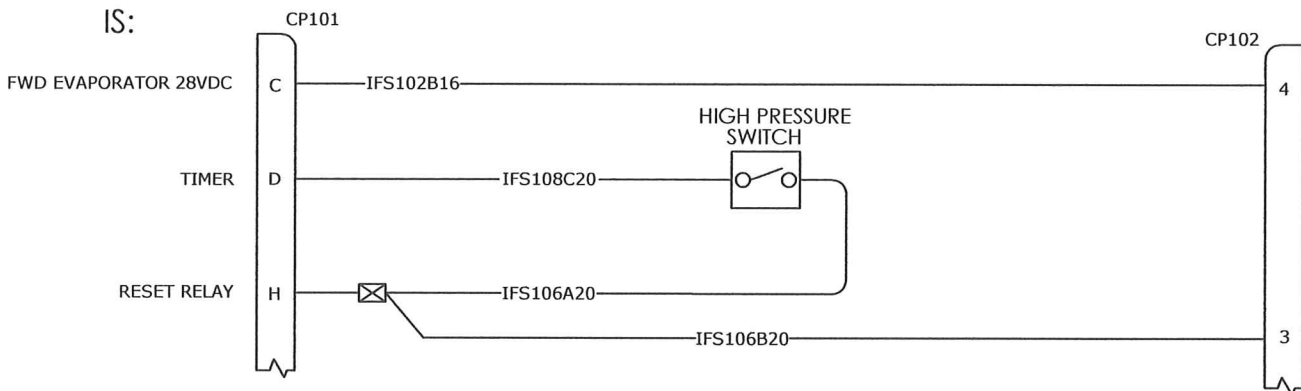 IS:
CP101
CP102
FWD EVAPORATOR 28VDC
C
IFS102B16
4
HIGH PRESSURE
SWITCH
TIMER
D
IFS108C20
RESET RELAY
H
IFS106A20
IFS106B20
3